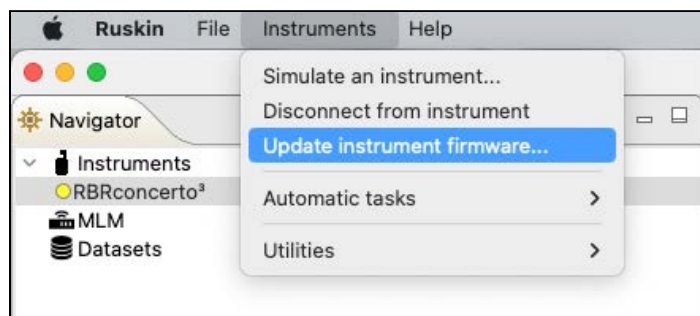 Ruskin File Instruments Help
Simulate an instrument...
Navigator
Disconnect from instrument
Update instrument firmware...
Instruments
RBRconcerto³
Automatic tasks
MLM
Datasets
Utilities